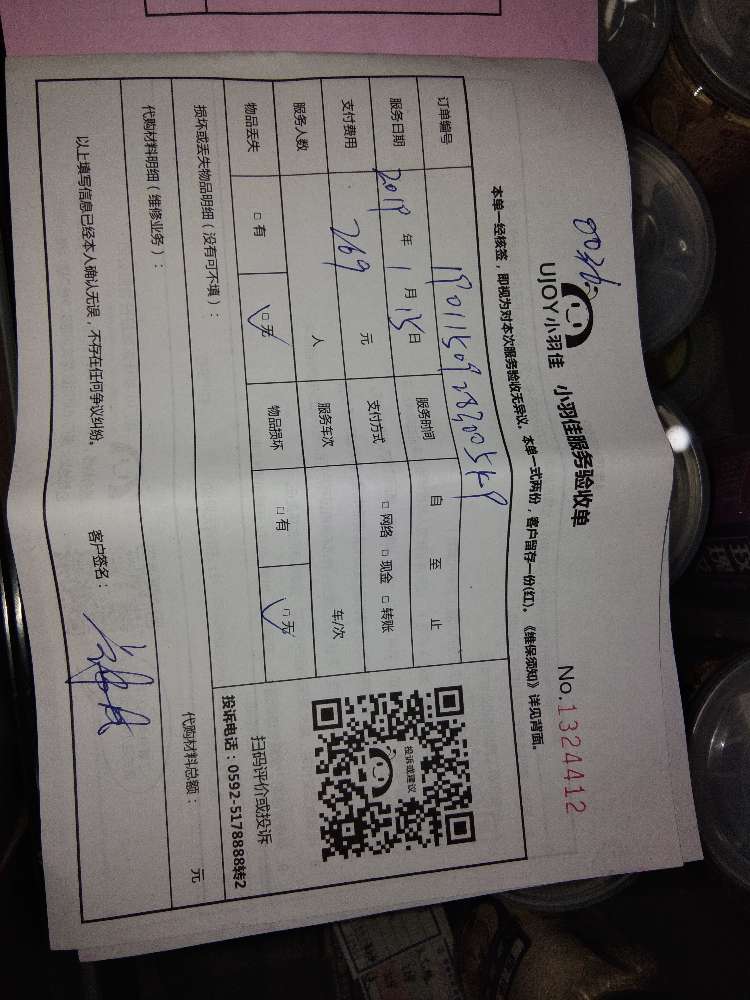 8026
UJOY小羽佳 小羽佳服务验收单 No.1324412
本单一经核签，即视为对本次服务验收无异议。本单一式两份，客户留存一份(红)。《维保须知》详见背面。
订单编号
服务日期 2019 年 1 月 15 日 服务时间 自 至 止
支付费用 269 元 支付方式 □ 网络 □ 现金 □ 转账
服务人数 人 服务车次 车/次
物品丢失 □ 有 □ 无 物品损坏 □ 有 □ 无
投诉或建议
扫码评价或投诉
投诉电话：0592-5178888转2
损坏或丢失物品明细（没有可不填）：
代购材料明细（维修业务）： 代购材料总额： 元
以上填写信息已经本人确认无误，不存在任何争议纠纷。 客户签名：